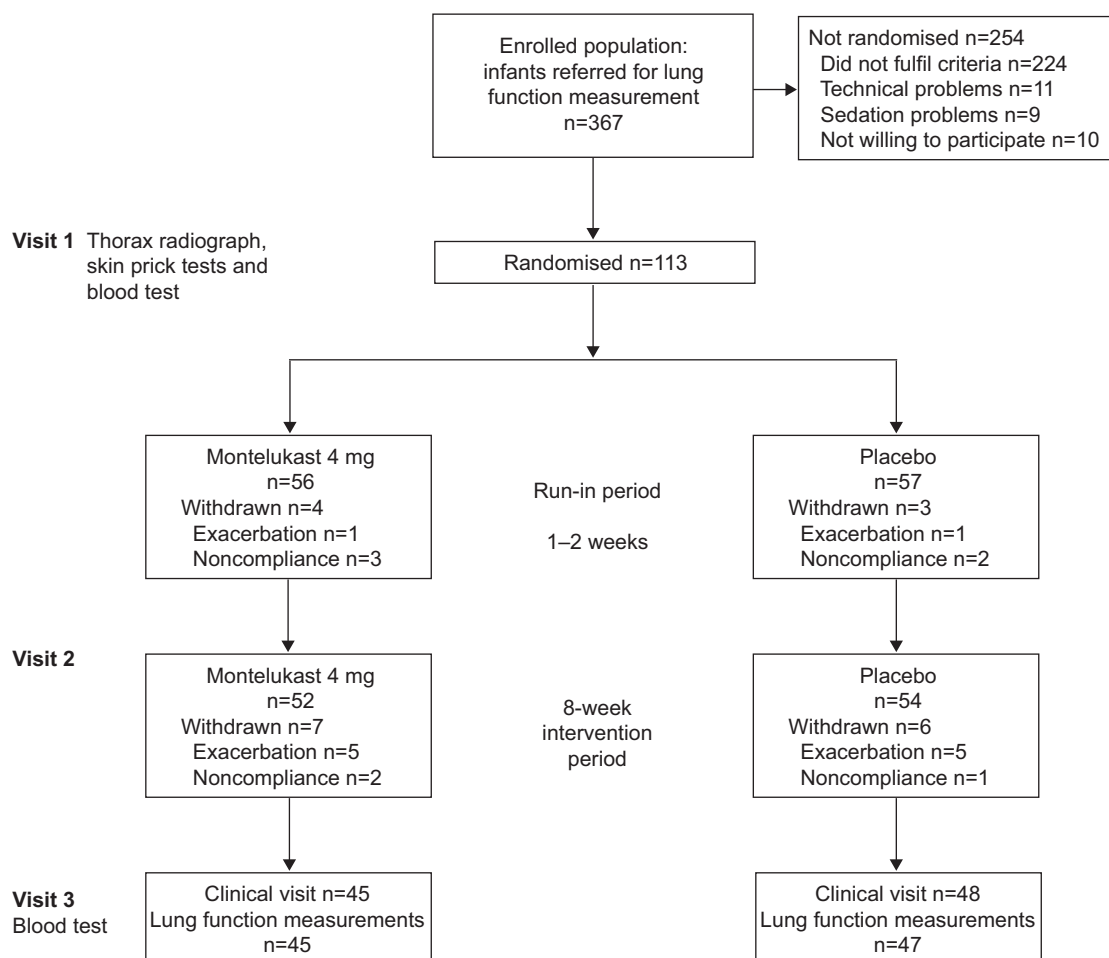 Enrolled population:
infants referred for lung
function measurement
n=367
Not randomised n=254
Did not fulfil criteria n=224
Technical problems n=11
Sedation problems n=9
Not willing to participate n=10
Visit 1 Thorax radiograph,
skin prick tests and
blood test
Randomised n=113
Montelukast 4 mg
n=56
Withdrawn n=4
Exacerbation n=1
Noncompliance n=3
Run-in period
1–2 weeks
Placebo
n=57
Withdrawn n=3
Exacerbation n=1
Noncompliance n=2
Visit 2
Montelukast 4 mg
n=52
Withdrawn n=7
Exacerbation n=5
Noncompliance n=2
8-week
intervention
period
Placebo
n=54
Withdrawn n=6
Exacerbation n=5
Noncompliance n=1
Visit 3
Blood test
Clinical visit n=45
Lung function measurements
n=45
Clinical visit n=48
Lung function measurements
n=47